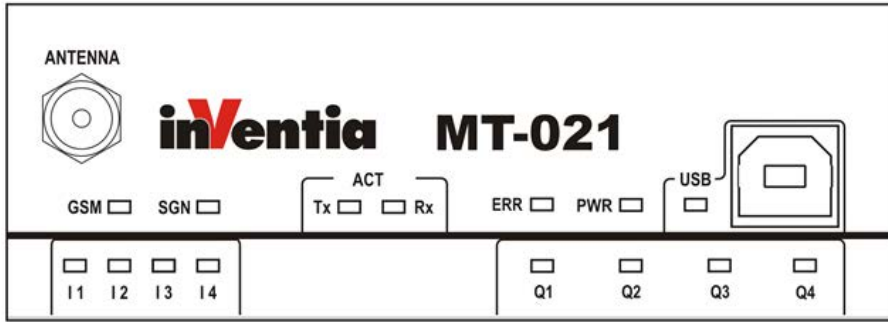 ANTENNA
inVentia MT-021
ACT
USB
GSM SGN Tx Rx ERR PWR
I1 I2 I3 I4 Q1 Q2 Q3 Q4